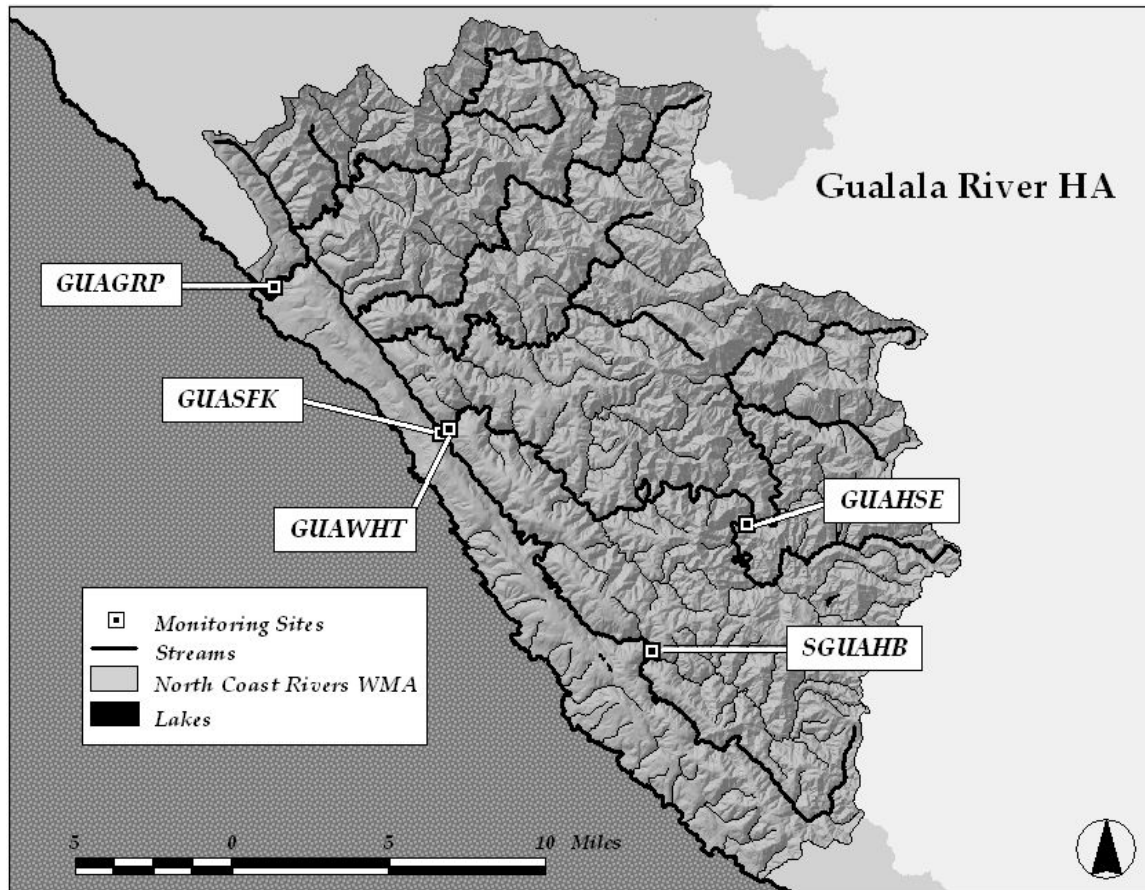 Gualala River HA
GUAGRP
GUASFK
GUAWHT
GUAHSE
SGUAHB
Monitoring Sites
Streams
North Coast Rivers WMA
Lakes
5 0 5 10 Miles